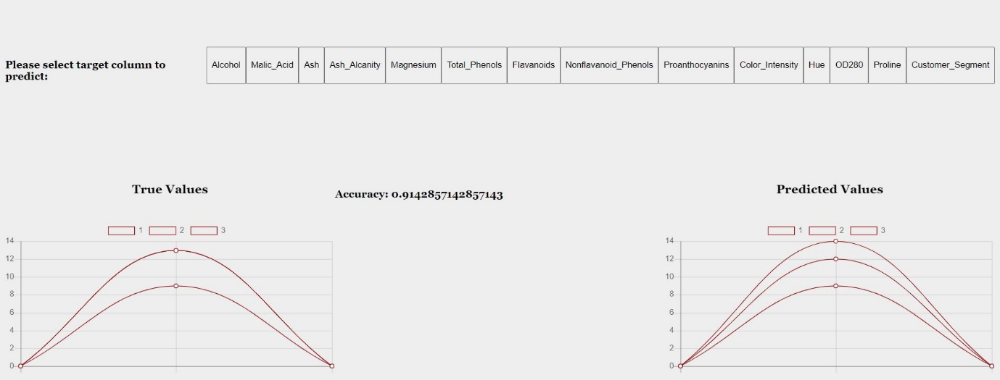 Please select target column to
predict:
Alcohol Malic_Acid Ash Ash_Alcanity Magnesium Total_Phenols Flavanoids Nonflavanoid_Phenols Proanthocyanins Color_Intensity Hue OD280 Proline Customer_Segment
True Values
Accuracy: 0.9142857142857143
Predicted Values
1 2 3
14
12
10
8
6
4
2
0
1 2 3
14
12
10
8
6
4
2
0